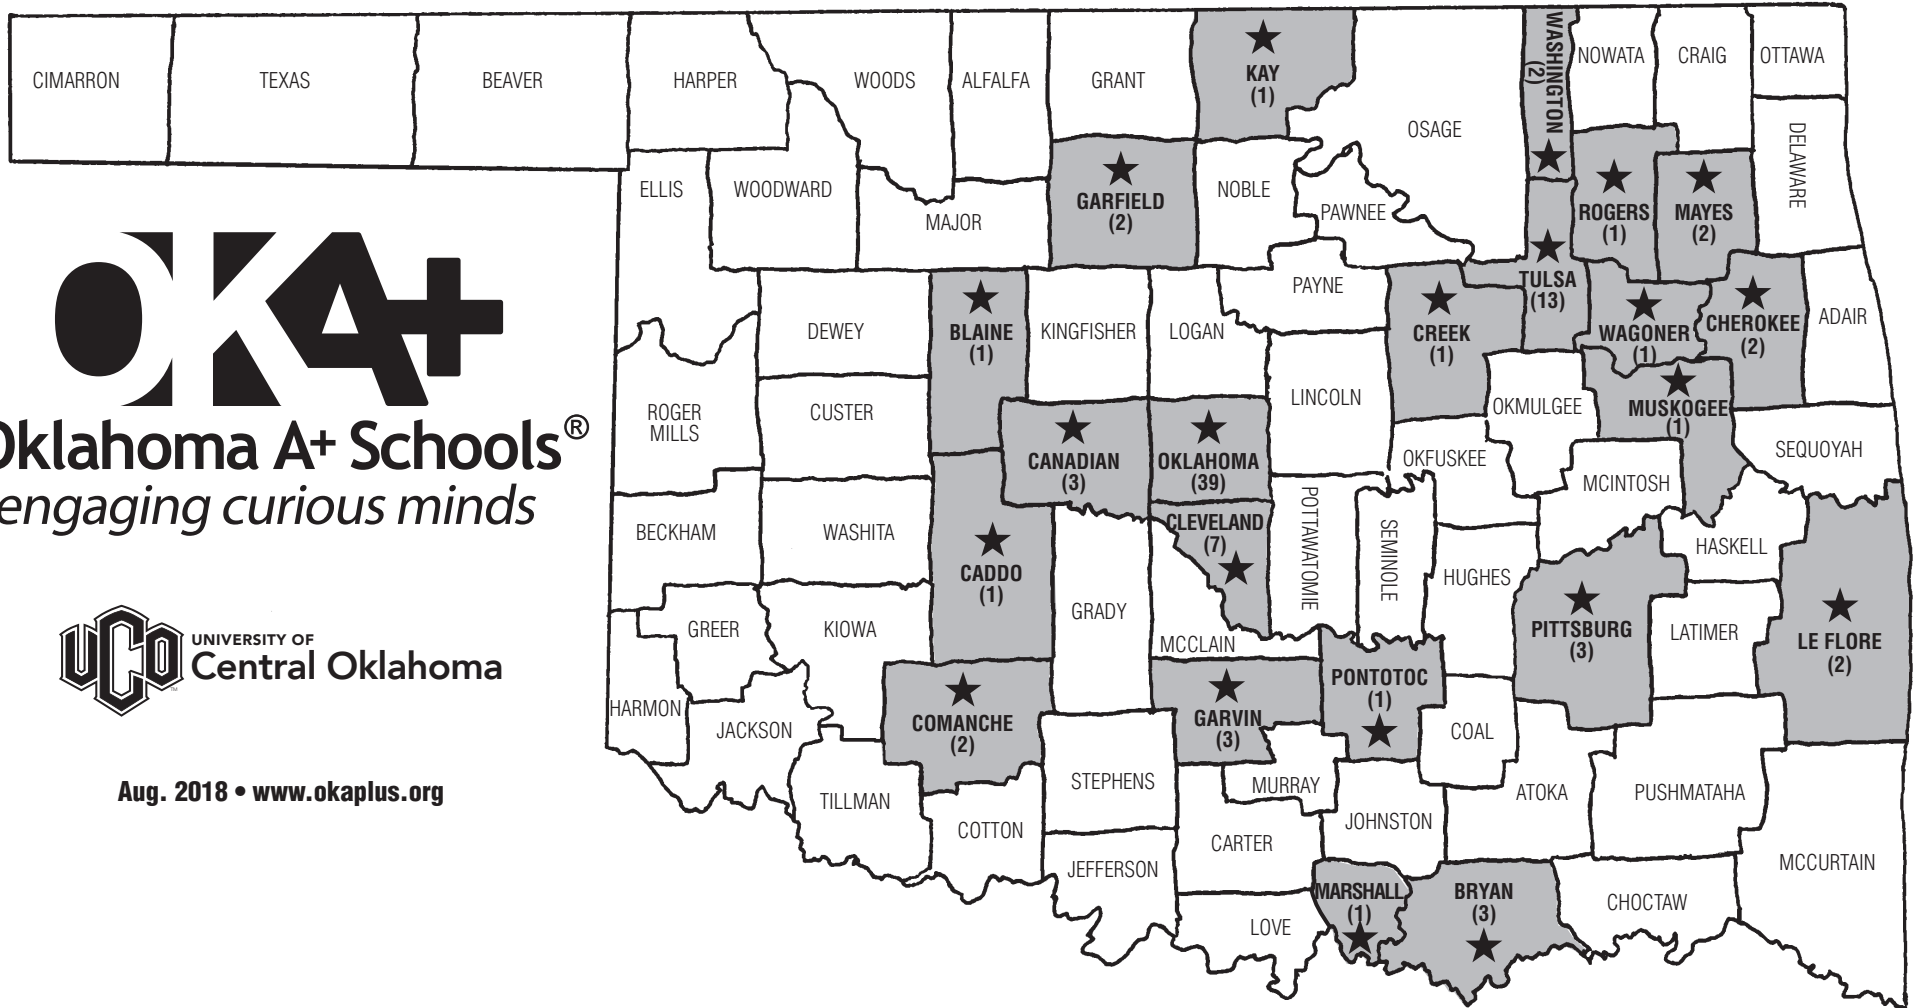 CIMARRON
TEXAS
BEAVER
HARPER
WOODS
ALFALFA
GRANT
KAY
(1)
OSAGE
WASHINGTON
(2)
NOWATA
CRAIG
OTTAWA
DELAWARE
ELLIS
WOODWARD
MAJOR
GARFIELD
(2)
NOBLE
PAWNEE
ROGERS
(1)
MAYES
(2)
OKA+
Oklahoma A+ Schools®
engaging curious minds
UCO
TM
UNIVERSITY OF
Central Oklahoma
Aug. 2018 • www.okaplus.org
DEWEY
BLAINE
(1)
KINGFISHER
LOGAN
PAYNE
CREEK
(1)
TULSA
(13)
WAGONER
(1)
CHEROKEE
(2)
ADAIR
ROGER
MILLS
CUSTER
CANADIAN
(3)
OKLAHOMA
(39)
LINCOLN
OKMULGEE
MUSKOGEE
(1)
SEQUOYAH
OKFUSKEE
MCINTOSH
BECKHAM
WASHITA
CADDO
(1)
GRADY
CLEVELAND
(7)
POTTAWATOMIE
SEMINOLE
HUGHES
HASKELL
PITTSBURG
(3)
LATIMER
LE FLORE
(2)
GREER
KIOWA
MCCLAIN
HARMON
JACKSON
COMANCHE
(2)
GARVIN
(3)
PONTOTOC
(1)
COAL
TILLMAN
COTTON
STEPHENS
MURRAY
JOHNSTON
ATOKA
PUSHMATAHA
JEFFERSON
CARTER
MCCURTAIN
LOVE
MARSHALL
(1)
BRYAN
(3)
CHOCTAW